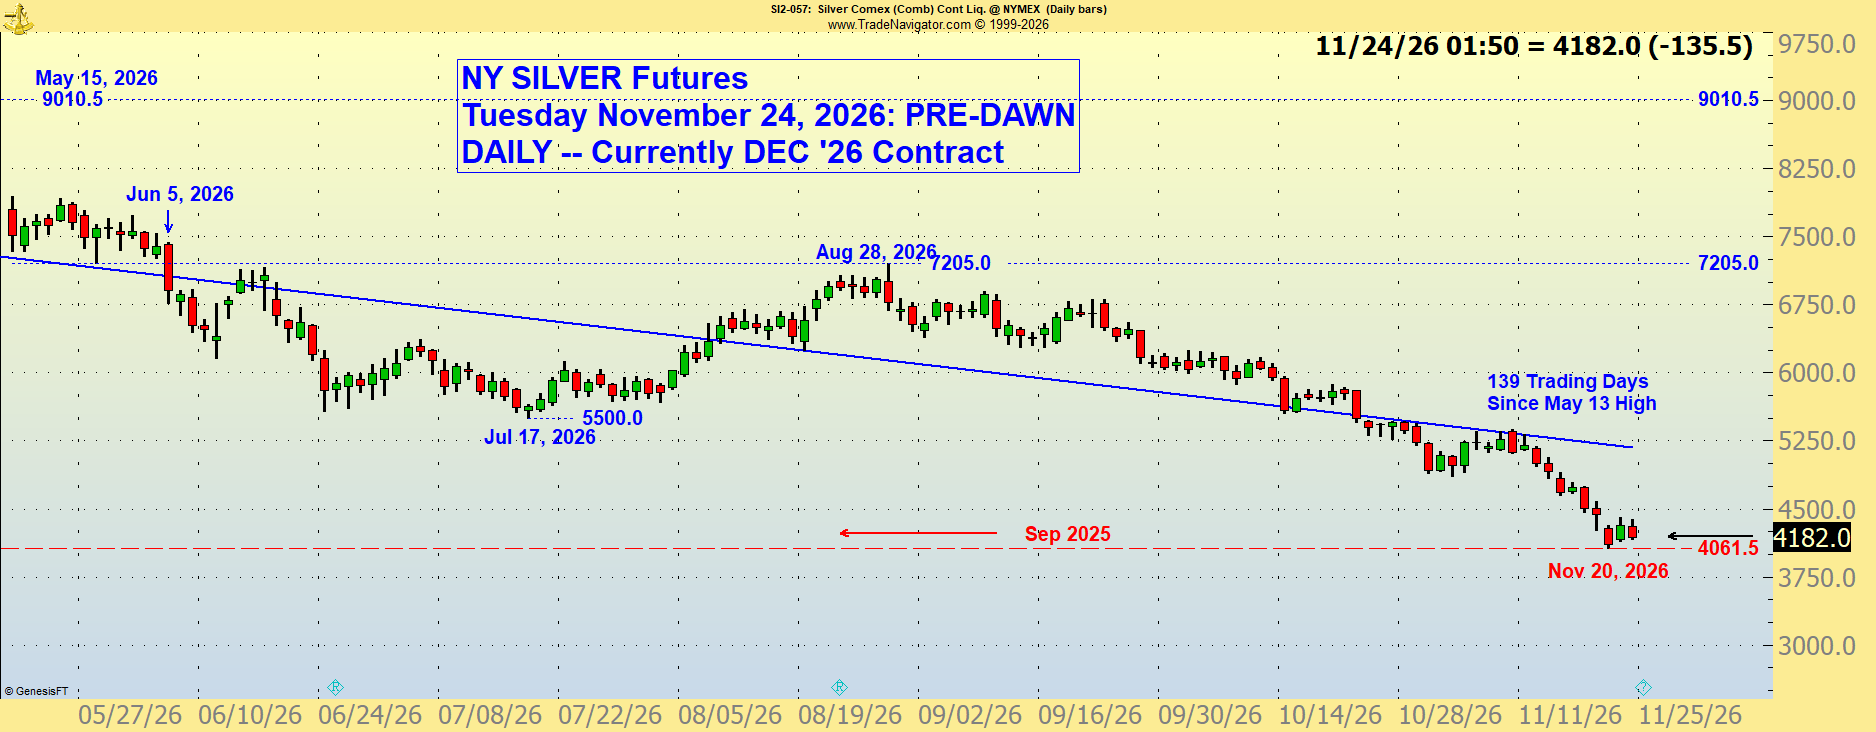 SI2-057: Silver Comex (Comb) Cont Liq. @ NYMEX (Daily bars)
www.TradeNavigator.com © 1999-2026
11/24/26 01:50 = 4182.0 (-135.5)
NY SILVER Futures
Tuesday November 24, 2026: PRE-DAWN
DAILY -- Currently DEC '26 Contract
May 15, 2026
9010.5
9010.5
Jun 5, 2026
Aug 28, 2026
7205.0
7205.0
139 Trading Days
Since May 13 High
5500.0
Jul 17, 2026
Sep 2025
4061.5
Nov 20, 2026
9750.0
9000.0
8250.0
7500.0
6750.0
6000.0
5250.0
4500.0
4182.0
3750.0
3000.0
R
R
?
© GenesisFT
05/27/26 06/10/26 06/24/26 07/08/26 07/22/26 08/05/26 08/19/26 09/02/26 09/16/26 09/30/26 10/14/26 10/28/26 11/11/26 11/25/26